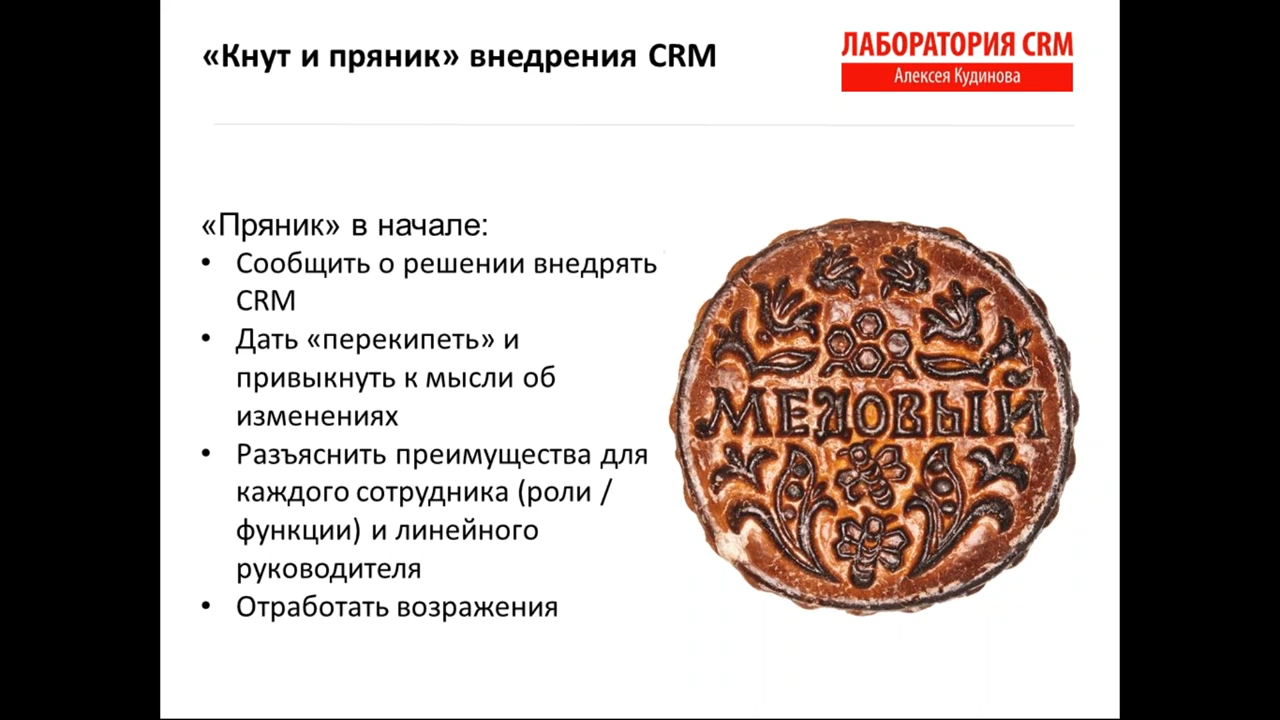 «Кнут и пряник» внедрения CRM
ЛАБОРАТОРИЯ CRM
Алексея Кудинова
«Пряник» в начале:
• Сообщить о решении внедрять
CRM
• Дать «перекипеть» и
привыкнуть к мысли об
изменениях
• Разъяснить преимущества для
каждого сотрудника (роли /
функции) и линейного
руководителя
• Отработать возражения
МЕДОВЫЙ